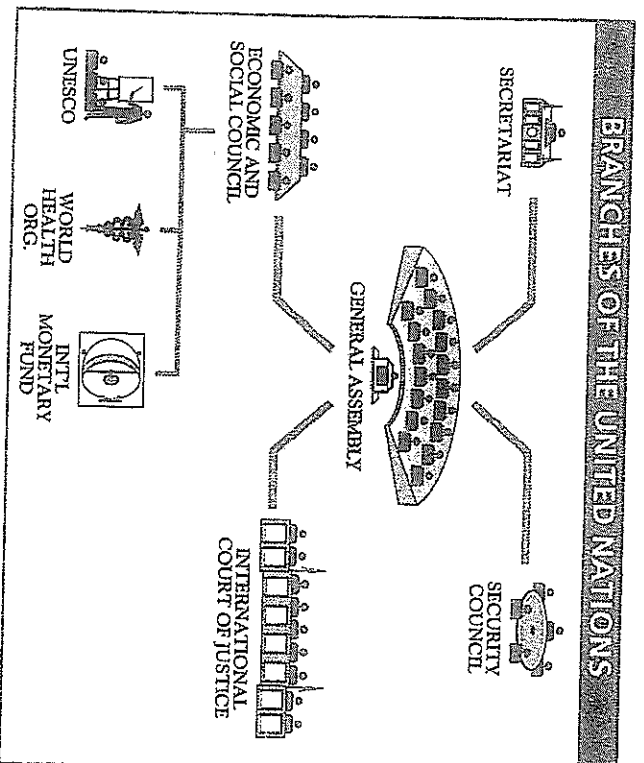 BRANCHES OF THE UNITED NATIONS
SECRETARIAT
SECURITY
COUNCIL
GENERAL ASSEMBLY
ECONOMIC AND
SOCIAL COUNCIL
INTERNATIONAL
COURT OF JUSTICE
UNESCO
WORLD
HEALTH
ORG.
INT'L
MONETARY
FUND